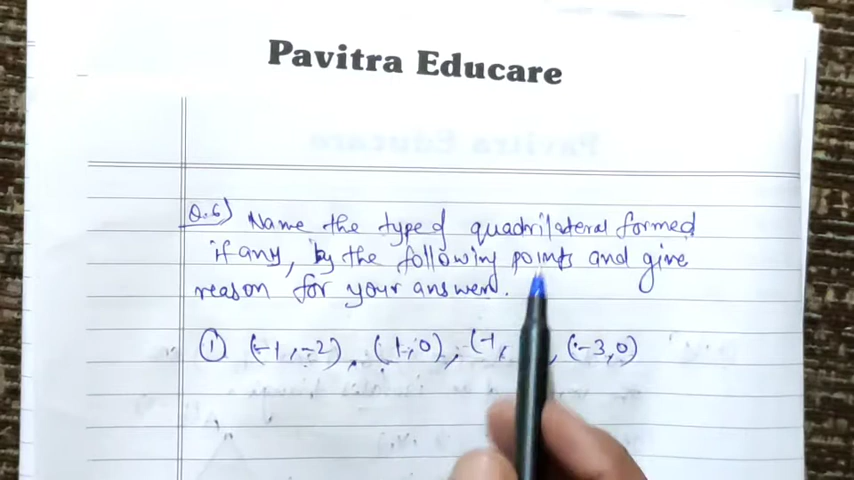 Pavitra Educare
Q.6) Name the type of quadrilateral formed
if any, by the following points and give
reason for your answer.
① (-1,-2), (1,0), (-1, , (-3,0)